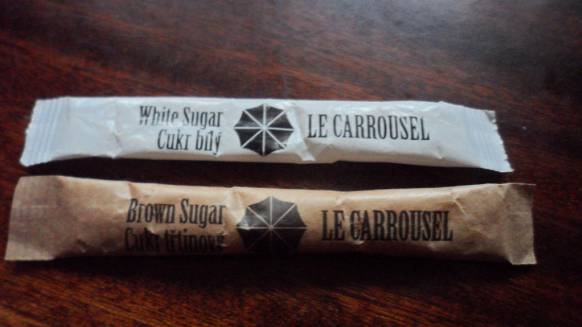 White Sugar
Cukr bílý
LE CARROUSEL
Brown Sugar
Cukr třtinový
LE CARROUSEL